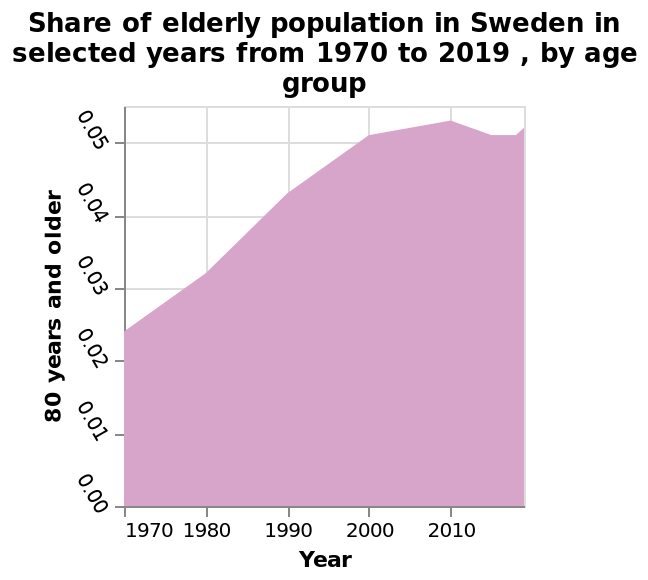 Share of elderly population in Sweden in
selected years from 1970 to 2019 , by age
group
80 years and older
0.05
0.04
0.03
0.02
0.01
0.00
1970 1980 1990 2000 2010
Year